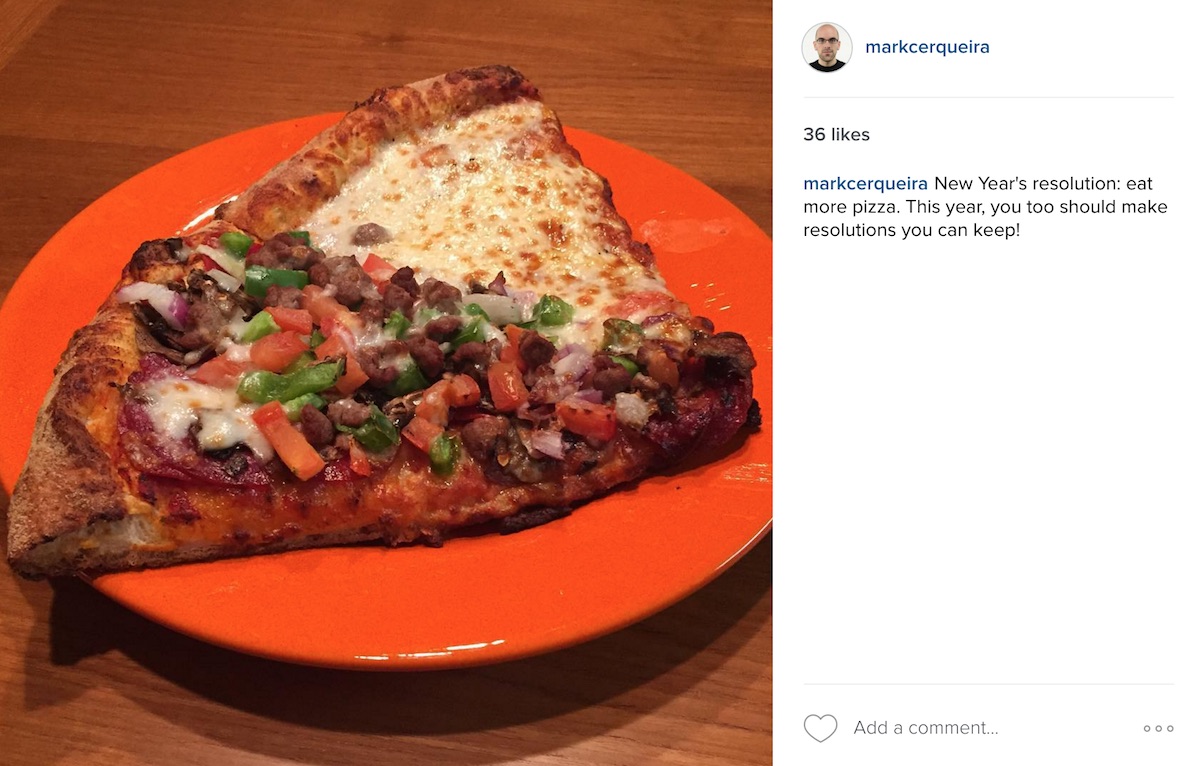 markcerqueira
36 likes
markcerqueira New Year's resolution: eat
more pizza. This year, you too should make
resolutions you can keep!
Add a comment...